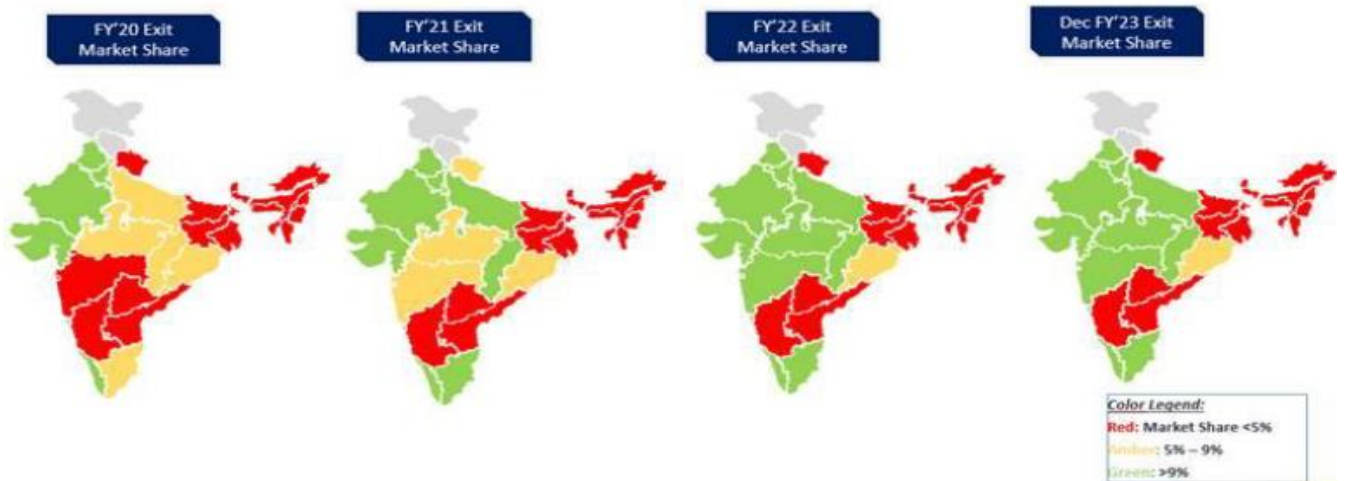 FY'20 Exit
Market Share
FY'21 Exit
Market Share
FY'22 Exit
Market Share
Dec FY'23 Exit
Market Share
Color Legend:
Red: Market Share <5%
Amber: 5% – 9%
Green: >9%